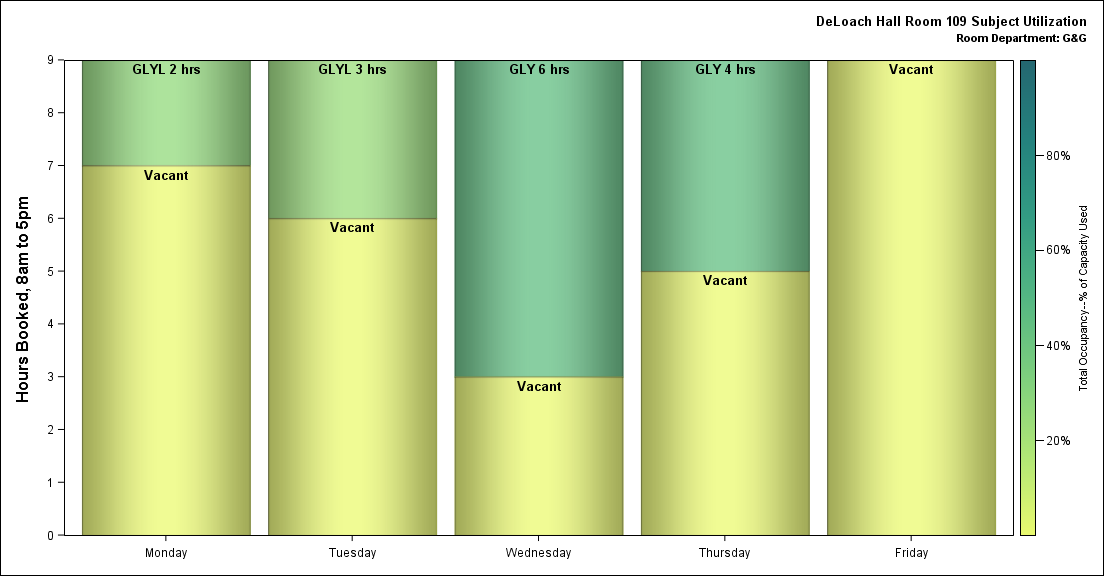 DeLoach Hall Room 109 Subject Utilization
Room Department: G&G
Hours Booked, 8am to 5pm
9
8
7
6
5
4
3
2
1
0
GLYL 2 hrs
Vacant
GLYL 3 hrs
Vacant
GLY 6 hrs
Vacant
GLY 4 hrs
Vacant
Vacant
Monday
Tuesday
Wednesday
Thursday
Friday
80%
60%
40%
20%
Total Occupancy--% of Capacity Used